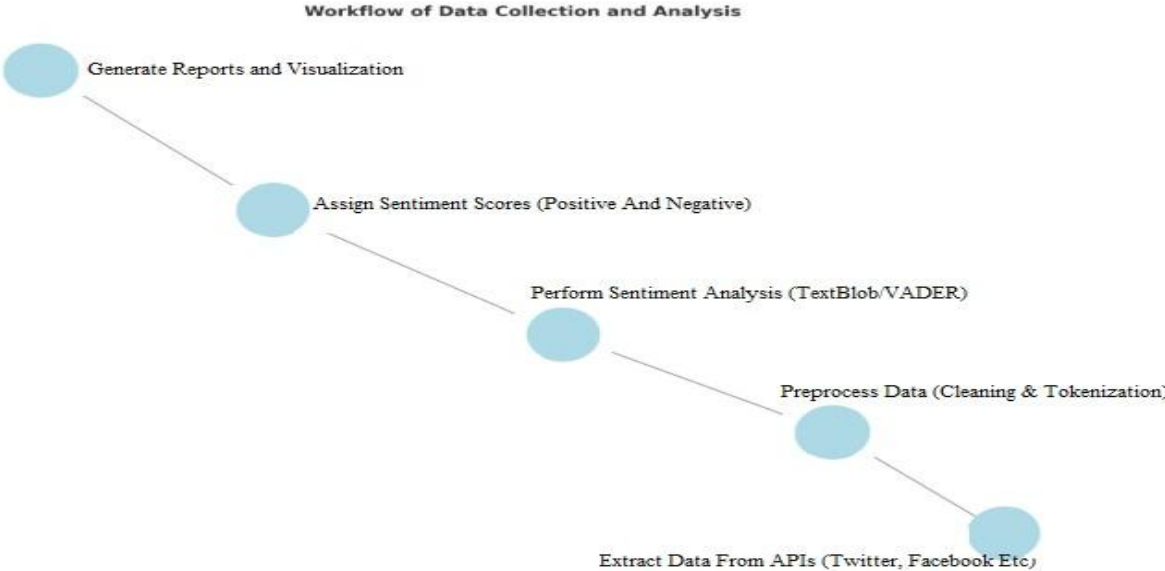 Workflow of Data Collection and Analysis
Generate Reports and Visualization
Assign Sentiment Scores (Positive And Negative)
Perform Sentiment Analysis (TextBlob/VADER)
Preprocess Data (Cleaning & Tokenization)
Extract Data From APIs (Twitter, Facebook Etc)